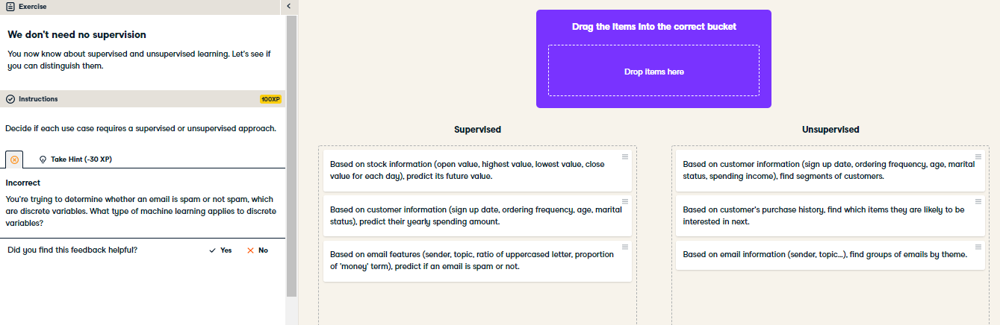 Exercise
We don't need no supervision
You now know about supervised and unsupervised learning. Let's see if
you can distinguish them.
Instructions
100XP
Decide if each use case requires a supervised or unsupervised approach.
Take Hint (-30 XP)
Incorrect
You're trying to determine whether an email is spam or not spam, which
are discrete variables. What type of machine learning applies to discrete
variables?
Did you find this feedback helpful?
Yes
No
Drag the items into the correct bucket
Drop items here
Supervised
Based on stock information (open value, highest value, lowest value, close
value for each day), predict its future value.
Based on customer information (sign up date, ordering frequency, age, marital
status), predict their yearly spending amount.
Based on email features (sender, topic, ratio of uppercased letter, proportion
of 'money' term), predict if an email is spam or not.
Unsupervised
Based on customer information (sign up date, ordering frequency, age, marital
status, spending income), find segments of customers.
Based on customer's purchase history, find which items they are likely to be
interested in next.
Based on email information (sender, topic...), find groups of emails by theme.